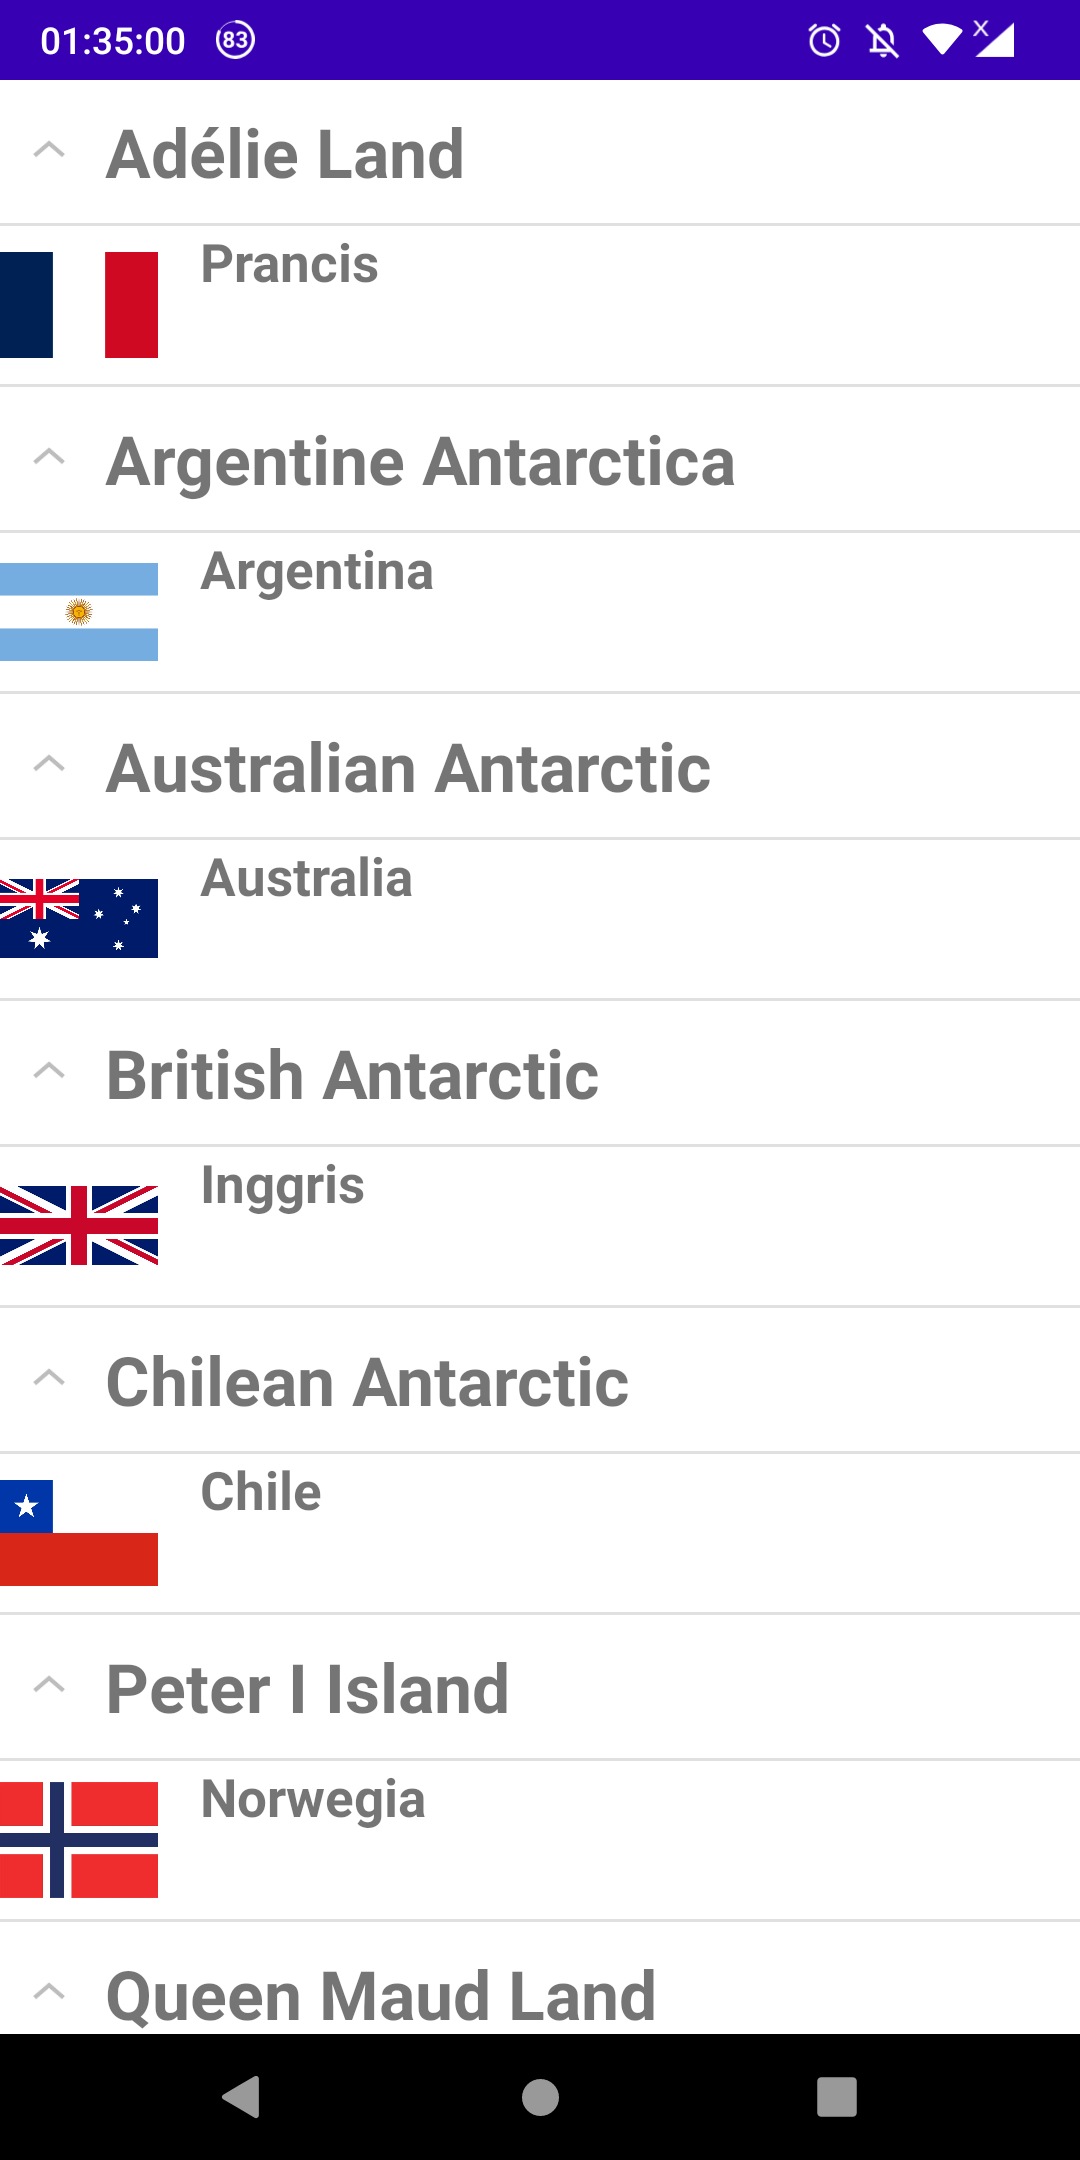 01:35:00 83
Adélie Land
Prancis
Argentine Antarctica
Argentina
Australian Antarctic
Australia
British Antarctic
Inggris
Chilean Antarctic
Chile
Peter I Island
Norwegia
Queen Maud Land